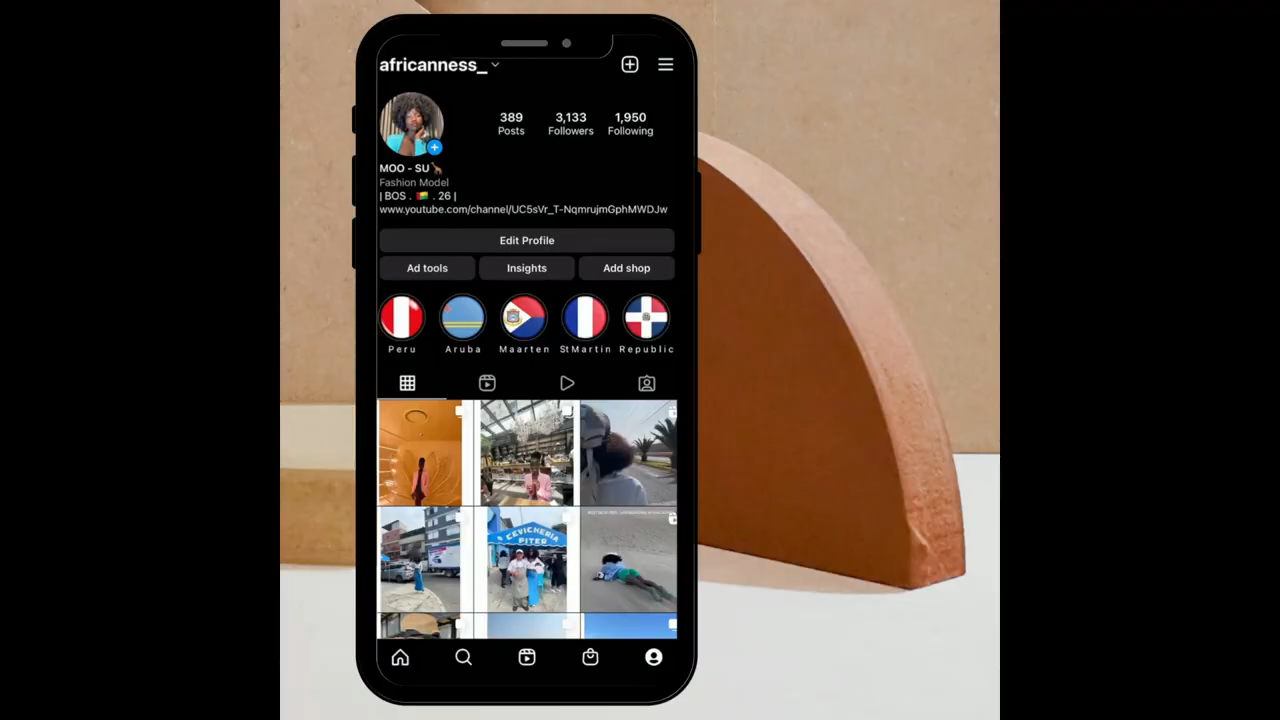 africanness_
389 3,133 1,950
Posts Followers Following
MOO - SU🦒
Fashion Model
| BOS . 🇬🇼 . 26 |
www.youtube.com/channel/UC5sVr_T-NqmrujmGphMWDJw
Edit Profile
Ad tools Insights Add shop
Peru Aruba Maarten StMartin Republic
CEVICHERIA
PITER